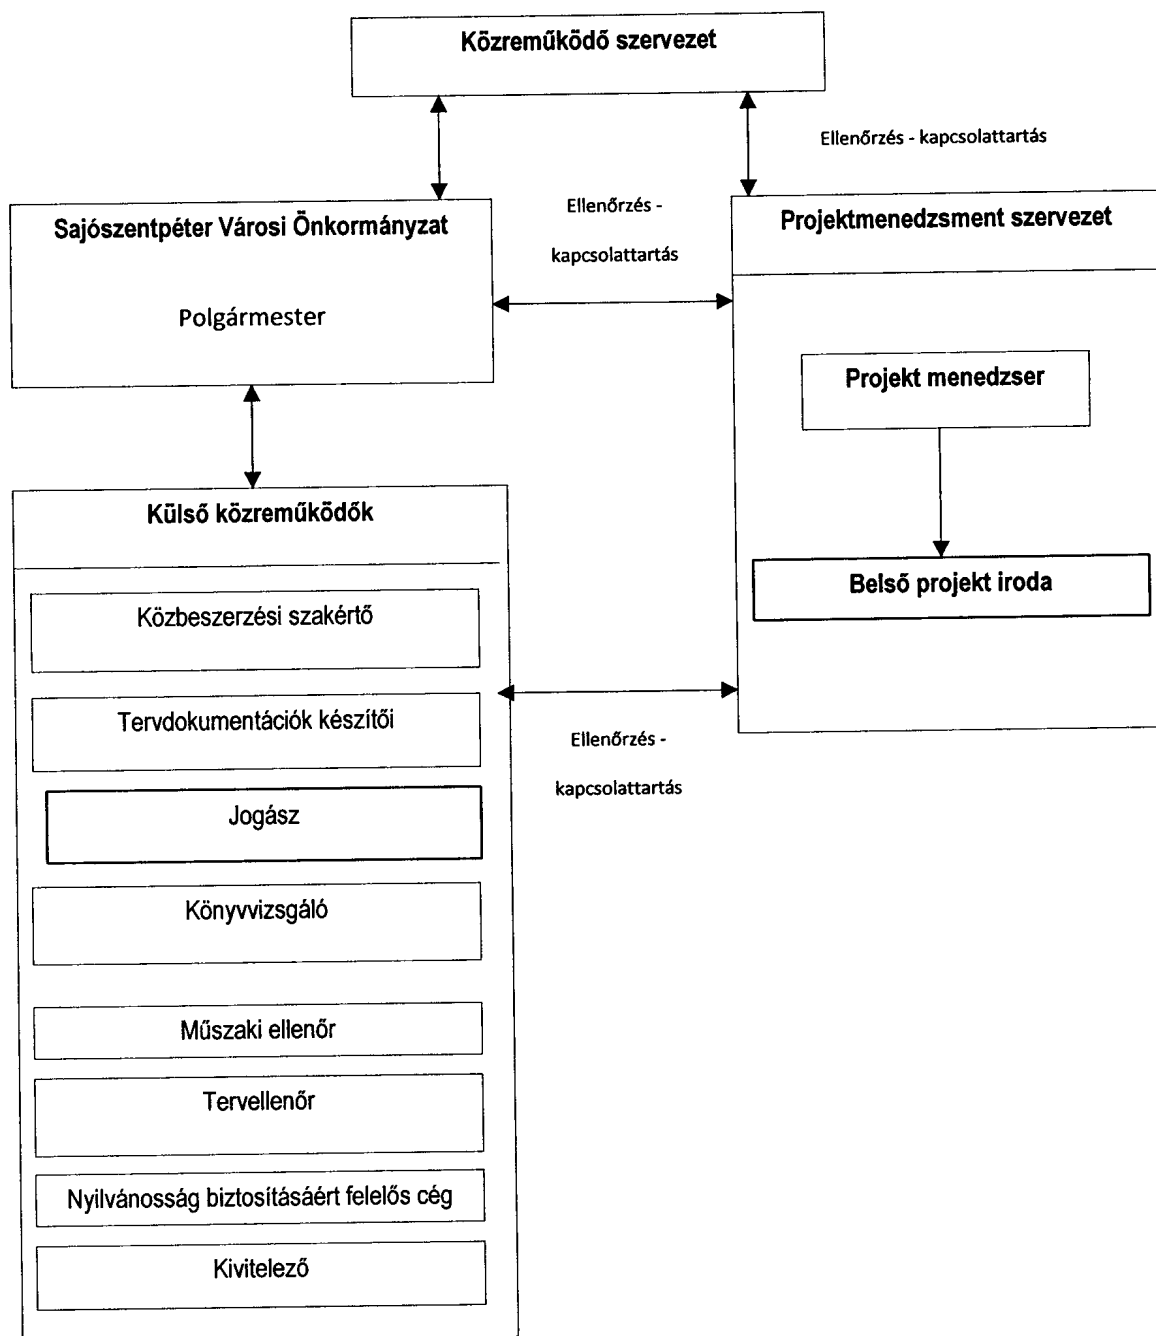 Közreműködő szervezet
Ellenőrzés - kapcsolattartás
Sajószentpéter Városi Önkormányzat
Polgármester
Ellenőrzés -
kapcsolattartás
Projektmenedzsment szervezet
Projekt menedzser
Belső projekt iroda
Külső közreműködők
Közbeszerzési szakértő
Tervdokumentációk készítői
Jogász
Könyvvizsgáló
Műszaki ellenőr
Tervellenőr
Nyilvánosság biztosításáért felelős cég
Kivitelező
Ellenőrzés -
kapcsolattartás